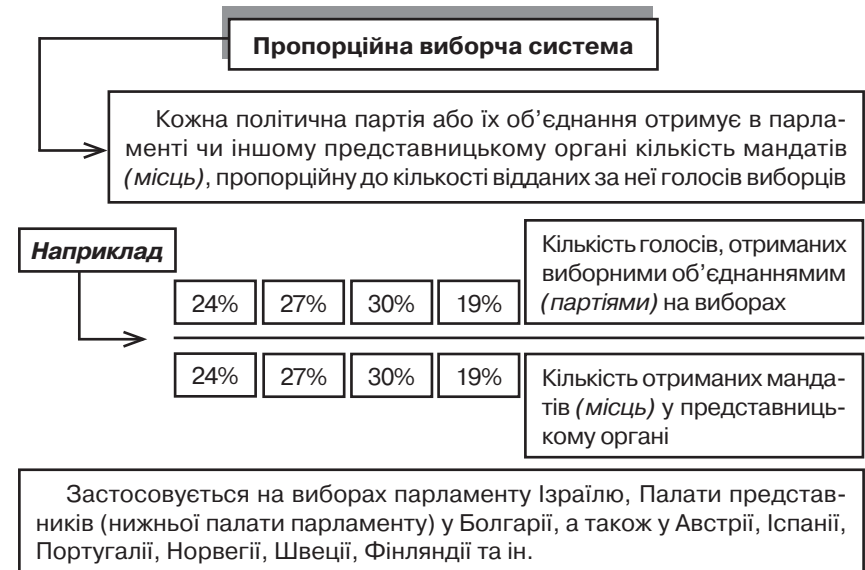 Пропорційна виборча система
Кожна політична партія або їх об’єднання отримує в парла-
менті чи іншому представницькому органі кількість мандатів
(місць), пропорційну до кількості відданих за неї голосів виборців
Наприклад
Кількість голосів, отриманих
виборними об’єднаннямим
(партіями) на виборах
24% 27% 30% 19%
24% 27% 30% 19%
Кількість отриманих манда-
тів (місць) у представниць-
кому органі
Застосовується на виборах парламенту Ізраїлю, Палати представ-
ників (нижньої палати парламенту) у Болгарії, а також у Австрії, Іспанії,
Португалії, Норвегії, Швеції, Фінляндії та ін.